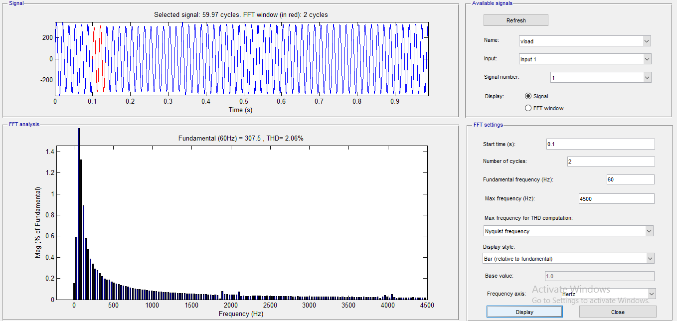 Signal
Selected signal: 59.97 cycles. FFT window (in red): 2 cycles
200
0
-200
0 0.1 0.2 0.3 0.4 0.5 0.6 0.7 0.8 0.9
Time (s)
FFT analysis
Fundamental (60Hz) = 307.5 , THD= 2.06%
1.4
1.2
1
0.8
0.6
0.4
0.2
0
Mag (% of Fundamental)
0 500 1000 1500 2000 2500 3000 3500 4000 4500
Frequency (Hz)
Available signals
Refresh
Name: vload
Input: input 1
Signal number: 1
Display: Signal
FFT window
FFT settings
Start time (s): 0.1
Number of cycles: 2
Fundamental frequency (Hz): 60
Max frequency (Hz): 4500
Max frequency for THD computation:
Nyquist frequency
Display style:
Bar (relative to fundamental)
Base value: 1.0
Frequency axis: Hertz
Activate Windows
Go to Settings to activate Windows.
Display Close